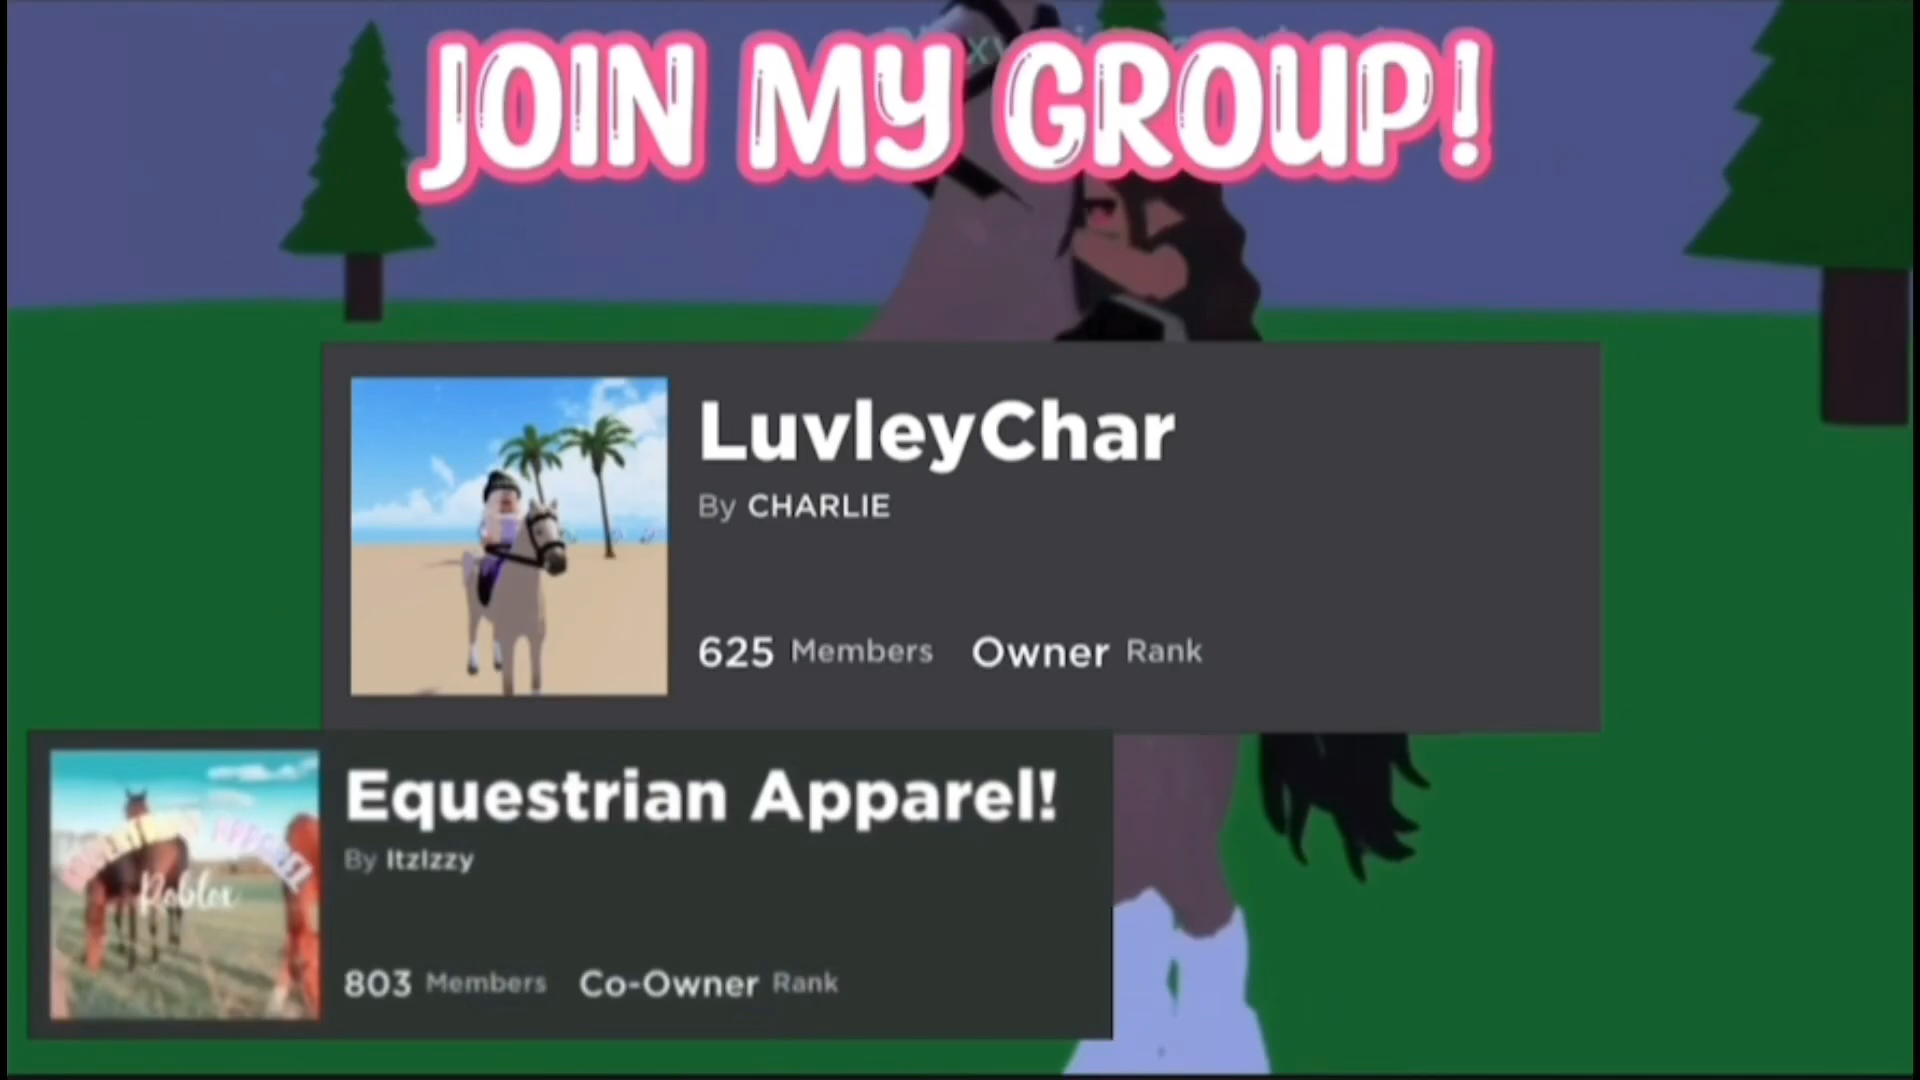 JOIN MY GROUP!
LuvleyChar
By CHARLIE
625 Members Owner Rank
Equestrian Apparel!
By ItzIzzy
Roblox
803 Members Co-Owner Rank